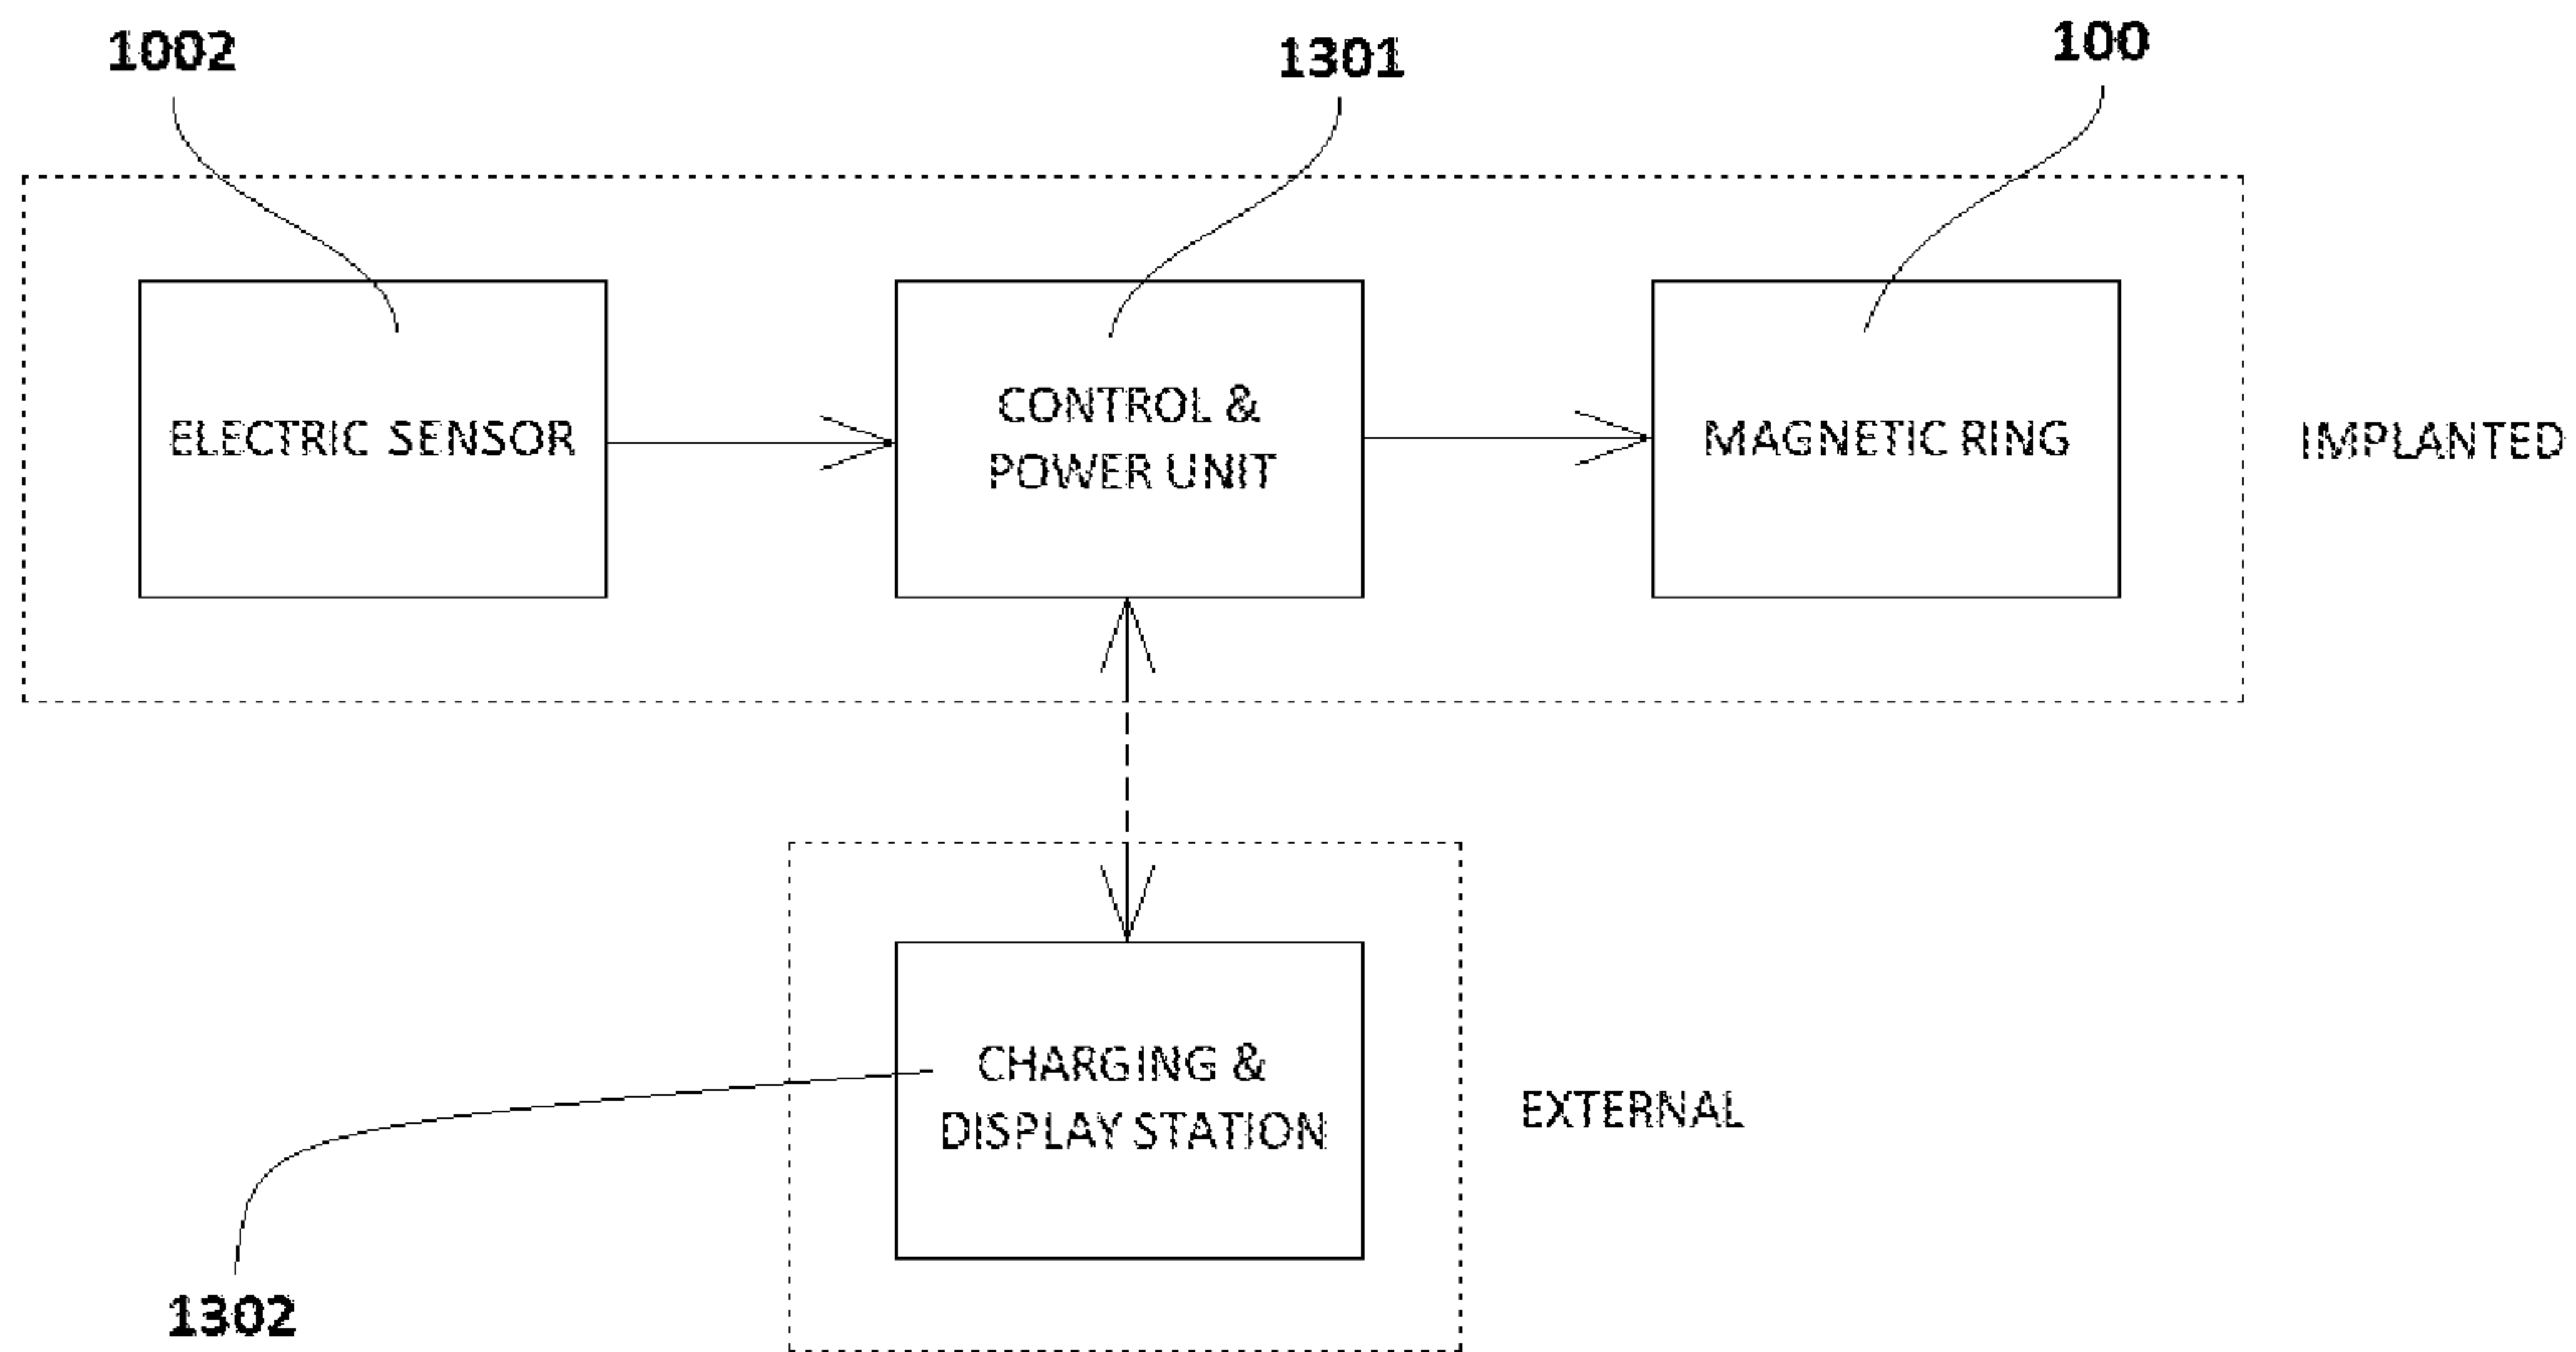 1002
1301
100
ELECTRIC SENSOR
CONTROL &
POWER UNIT
MAGNETIC RING
IMPLANTED
CHARGING &
DISPLAY STATION
EXTERNAL
1302